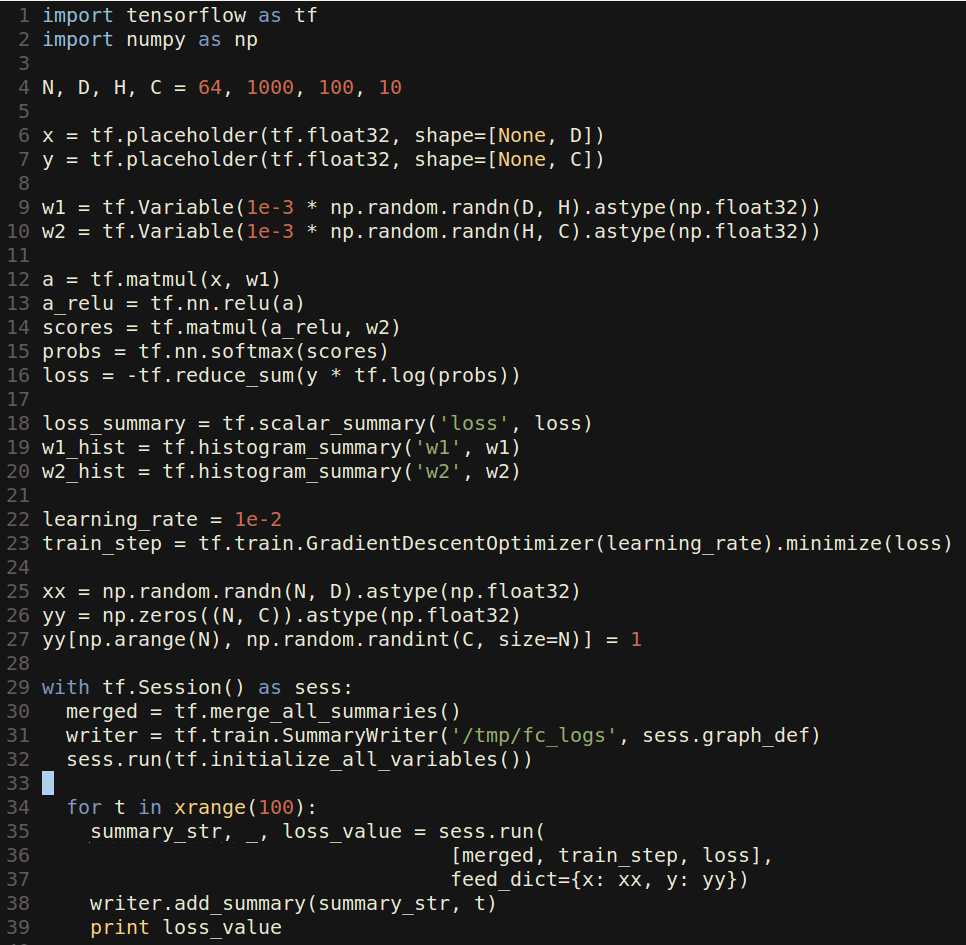 1 import tensorflow as tf
2 import numpy as np
3
4 N, D, H, C = 64, 1000, 100, 10
5
6 x = tf.placeholder(tf.float32, shape=[None, D])
7 y = tf.placeholder(tf.float32, shape=[None, C])
8
9 w1 = tf.Variable(1e-3 * np.random.randn(D, H).astype(np.float32))
10 w2 = tf.Variable(1e-3 * np.random.randn(H, C).astype(np.float32))
11
12 a = tf.matmul(x, w1)
13 a_relu = tf.nn.relu(a)
14 scores = tf.matmul(a_relu, w2)
15 probs = tf.nn.softmax(scores)
16 loss = -tf.reduce_sum(y * tf.log(probs))
17
18 loss_summary = tf.scalar_summary('loss', loss)
19 w1_hist = tf.histogram_summary('w1', w1)
20 w2_hist = tf.histogram_summary('w2', w2)
21
22 learning_rate = 1e-2
23 train_step = tf.train.GradientDescentOptimizer(learning_rate).minimize(loss)
24
25 xx = np.random.randn(N, D).astype(np.float32)
26 yy = np.zeros((N, C)).astype(np.float32)
27 yy[np.arange(N), np.random.randint(C, size=N)] = 1
28
29 with tf.Session() as sess:
30   merged = tf.merge_all_summaries()
31   writer = tf.train.SummaryWriter('/tmp/fc_logs', sess.graph_def)
32   sess.run(tf.initialize_all_variables())
33
34   for t in xrange(100):
35     summary_str, _, loss_value = sess.run(
36                                   [merged, train_step, loss],
37                                   feed_dict={x: xx, y: yy})
38     writer.add_summary(summary_str, t)
39     print loss_value